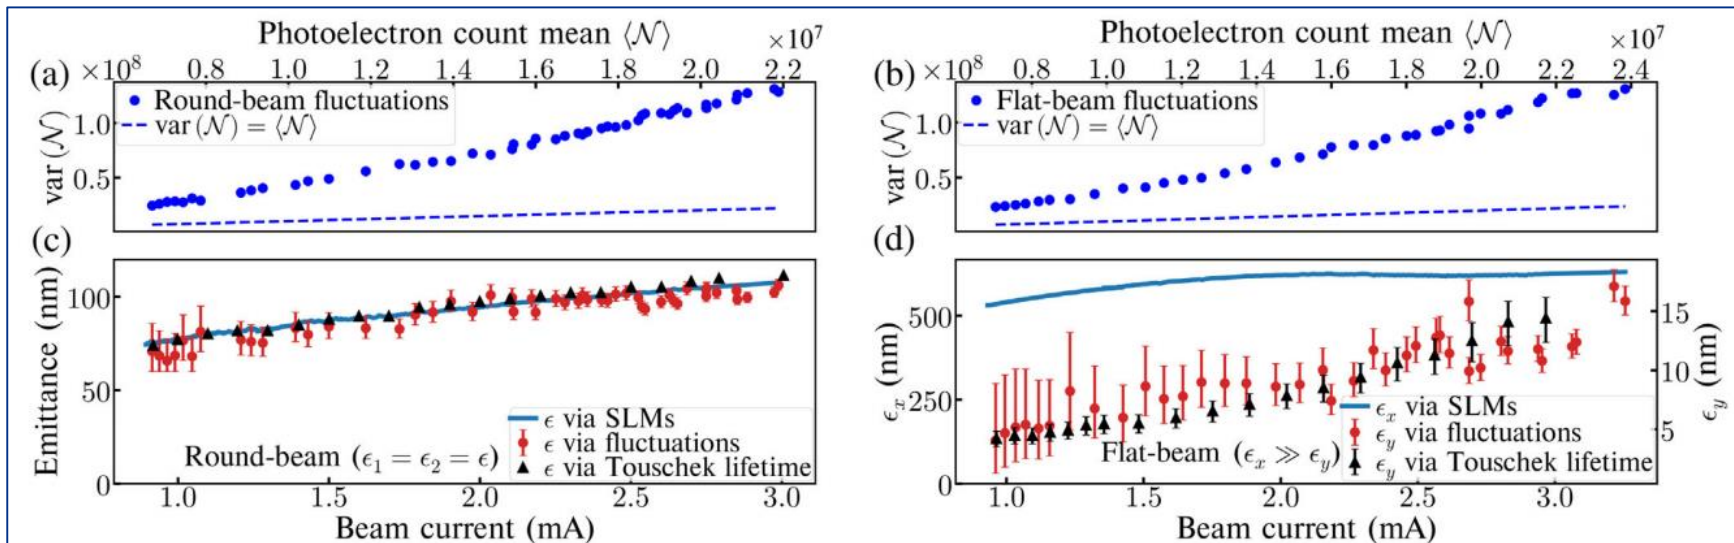 Photoelectron count mean ⟨𝒩⟩
(a) ×10⁸ 0.8 1.0 1.2 1.4 1.6 1.8 2.0 2.2 ×10⁷
Round-beam fluctuations
var (𝒩) = ⟨𝒩⟩
var (𝒩)
1.0
0.5
Photoelectron count mean ⟨𝒩⟩
(b) ×10⁸ 0.8 1.0 1.2 1.4 1.6 1.8 2.0 2.2 2.4 ×10⁷
Flat-beam fluctuations
var (𝒩) = ⟨𝒩⟩
var (𝒩)
1.0
0.5
(c)
Emittance (nm)
100
50
0
ϵ via SLMs
ϵ via fluctuations
ϵ via Touschek lifetime
Round-beam (ϵ₁ = ϵ₂ = ϵ)
1.0 1.5 2.0 2.5 3.0
Beam current (mA)
(d)
ϵₓ (nm)
500
250
0
15
10
5
ϵᵧ (nm)
ϵₓ via SLMs
ϵᵧ via fluctuations
ϵᵧ via Touschek lifetime
Flat-beam (ϵₓ ≫ ϵᵧ)
1.0 1.5 2.0 2.5 3.0
Beam current (mA)